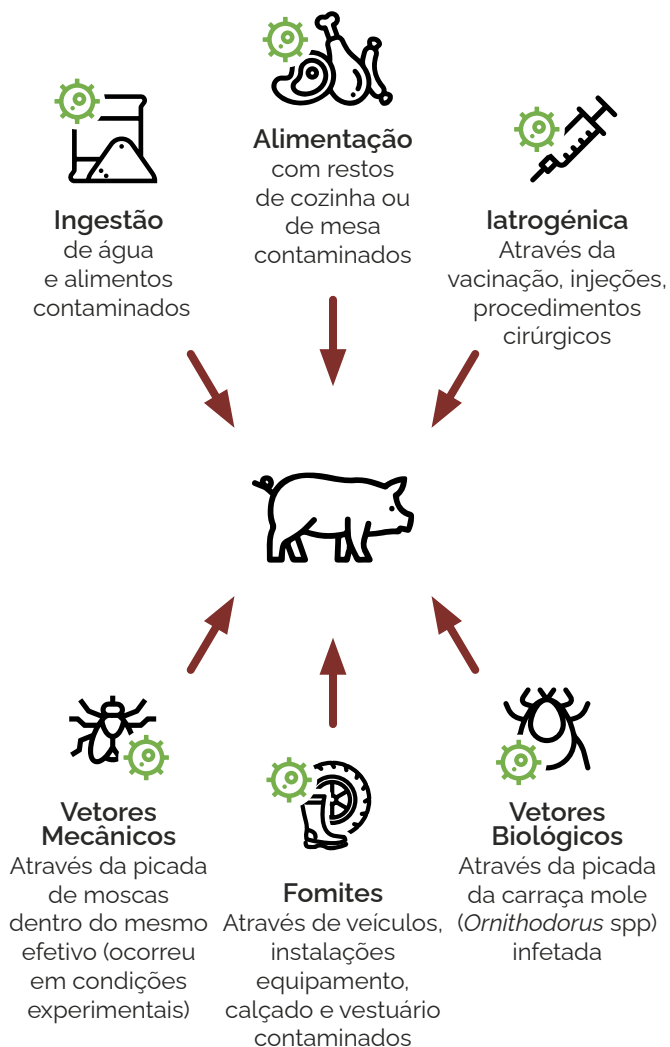 Alimentação
com restos
de cozinha ou
de mesa
contaminados
Ingestão
de água
e alimentos
contaminados
Iatrogénica
Através da
vacinação, injeções,
procedimentos
cirúrgicos
Vetores
Mecânicos
Através da picada
de moscas
dentro do mesmo
efetivo (ocorreu
em condições
experimentais)
Fomites
Através de veículos,
instalações
equipamento,
calçado e vestuário
contaminados
Vetores
Biológicos
Através da picada
da carraça mole
(Ornithodorus spp)
infetada